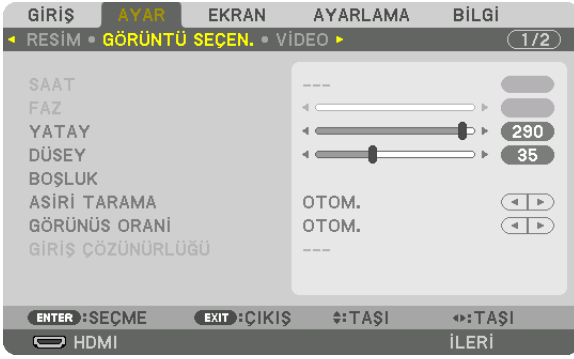 GİRİŞ AYAR EKRAN AYARLAMA BİLGİ
RESİM • GÖRÜNTÜ SEÇEN. • VİDEO 1/2
SAAT ---
FAZ
YATAY 290
DÜSEY 35
BOŞLUK
ASİRİ TARAMA OTOM.
GÖRÜNÜS ORANİ OTOM.
GİRİŞ ÇÖZÜNÜRLÜĞÜ ---
ENTER :SEÇME EXIT :ÇIKIŞ :TAŞI :TAŞI
HDMI İLERİ